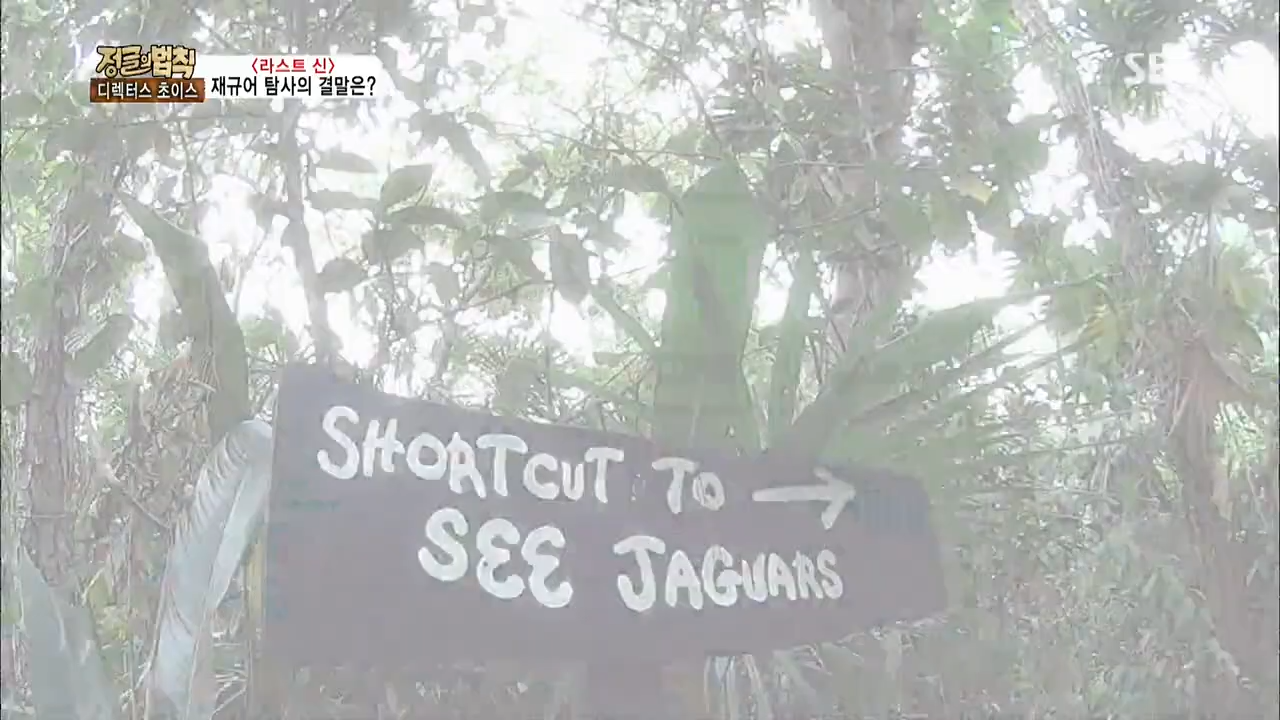 정글의 법칙
디렉터스 초이스
<라스트 신>
재규어 탐사의 결말은?
SHORTCUT TO →
SEE JAGUARS